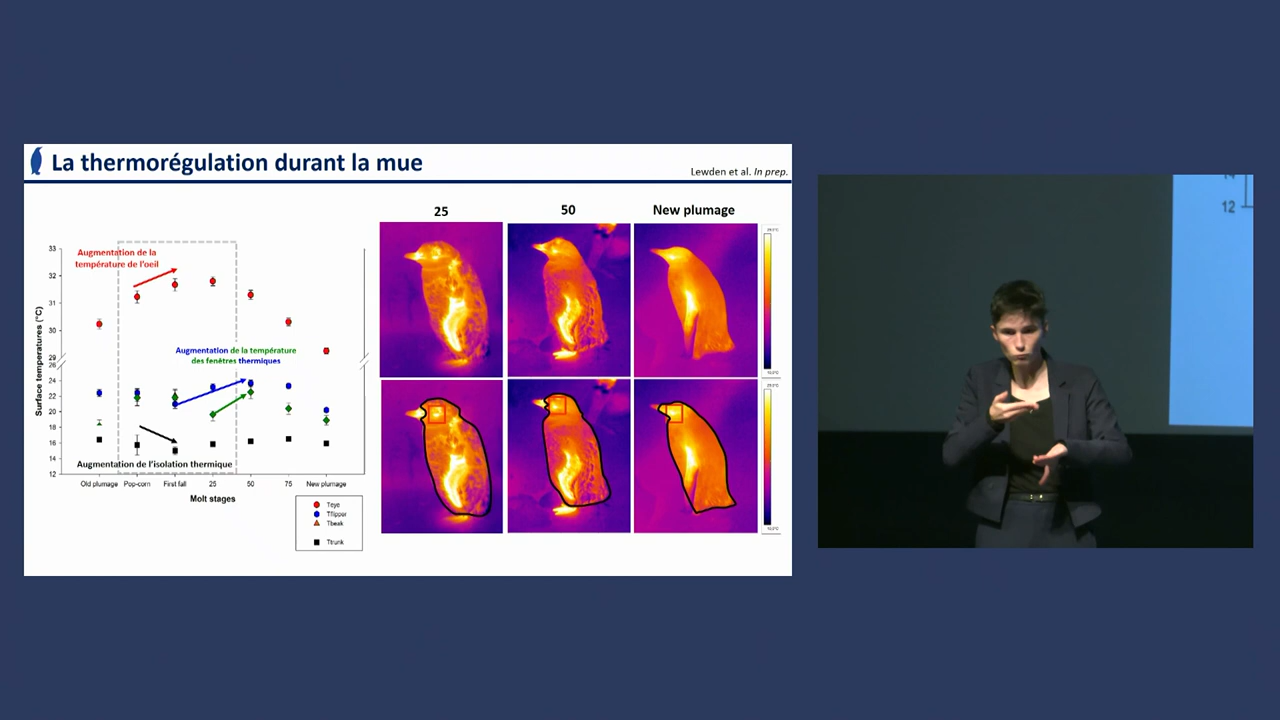 La thermorégulation durant la mue
Lewden et al. In prep.
25
50
New plumage
33
32
31
30
29
26
24
22
20
18
16
14
12
Surface temperatures (°C)
Augmentation de la
température de l'oeil
Augmentation de la température
des fenêtres thermiques
Augmentation de l'isolation thermique
Old plumage
Pop-corn
First fall
25
50
75
New plumage
Molt stages
Teye
Tflipper
Tbeak
Ttrunk
12